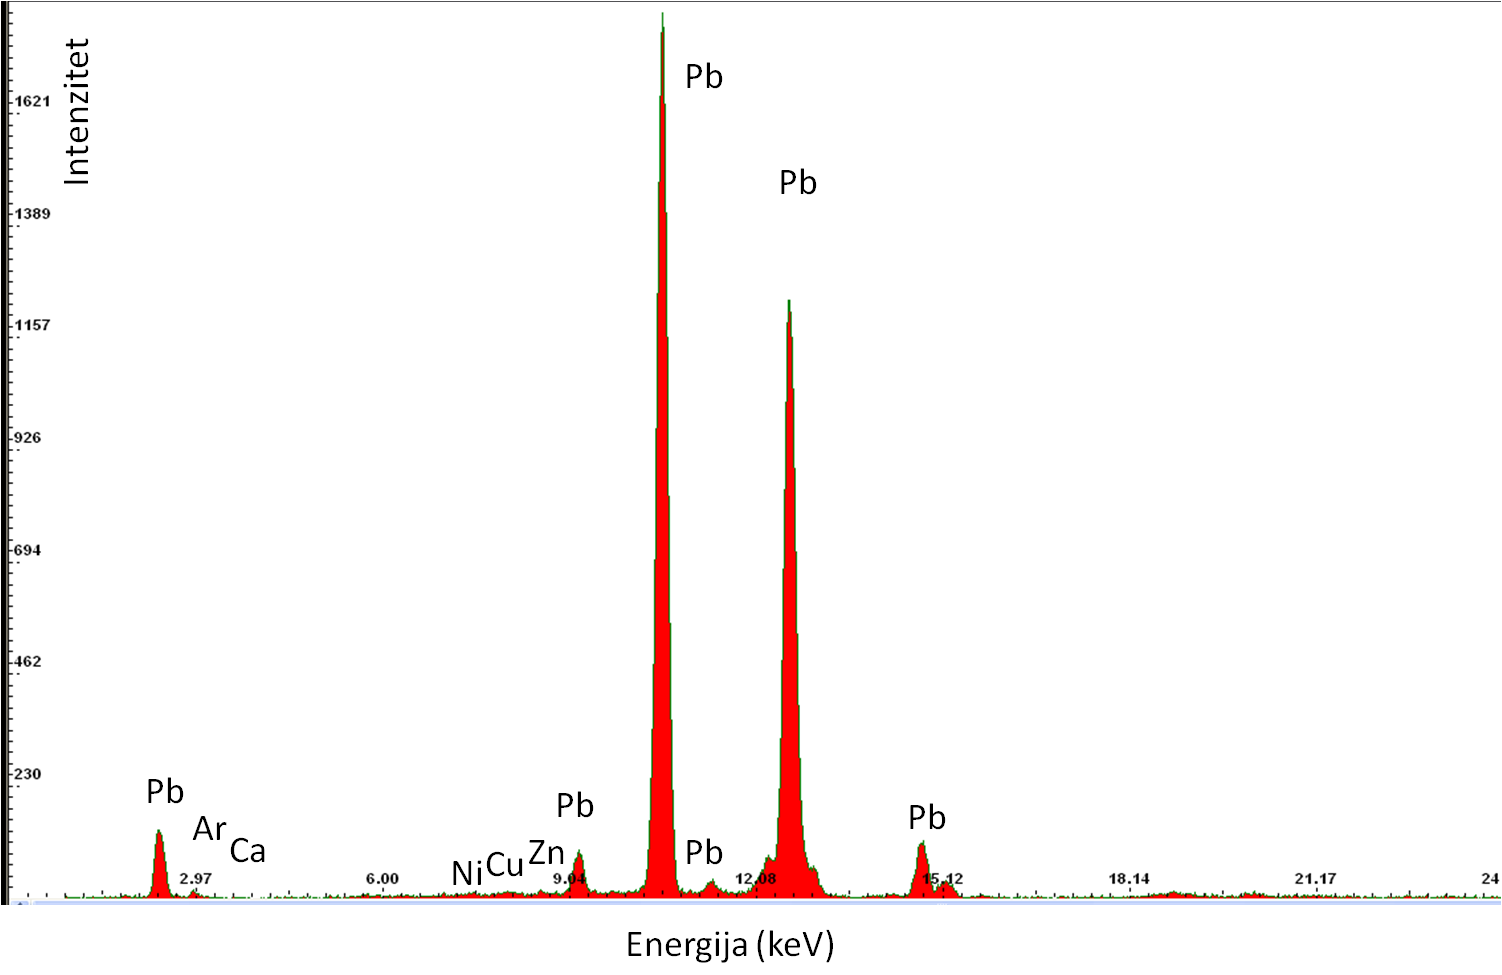 Intenzitet
1621
1389
1157
926
694
462
230
Pb
Pb
Pb
Ar
Ca
Ni Cu Zn
Pb
Pb
Pb
2.97 6.00 9.04 12.08 15.12 18.14 21.17 24
Energija (keV)